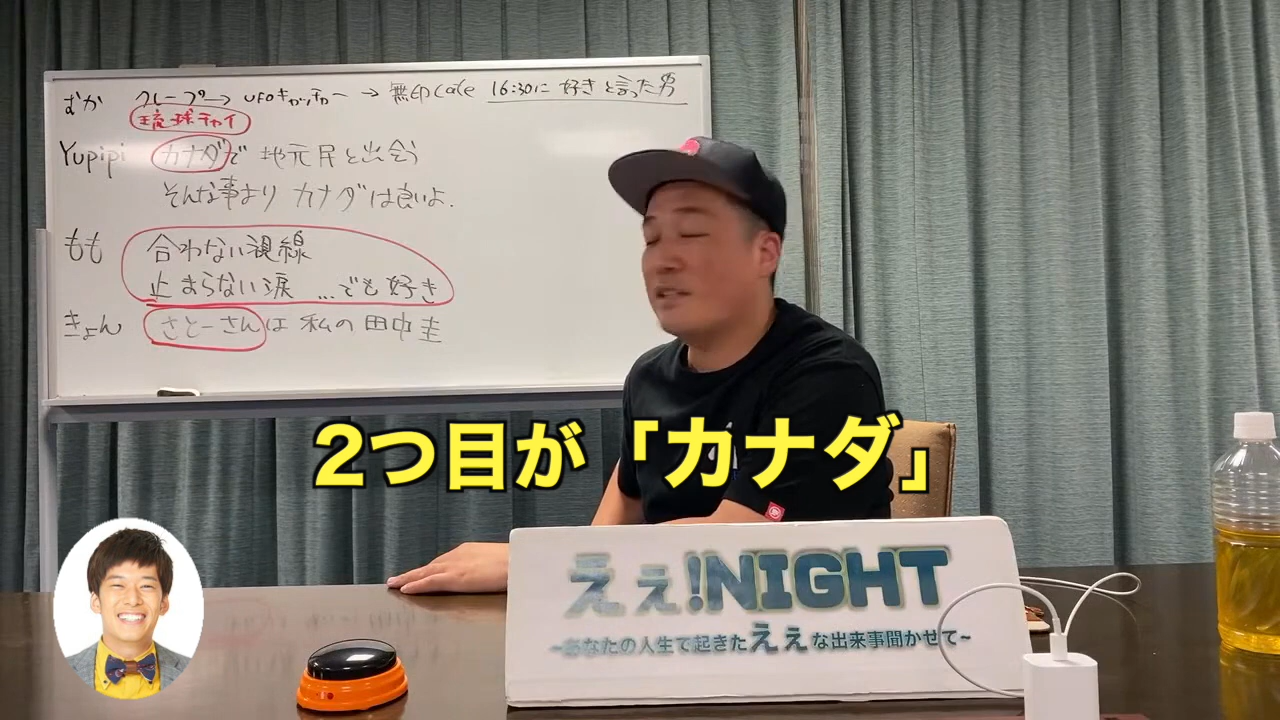 むか クレープ→ UFOキャッチャー → 無印Cafe 16:30に 好きと言った男
琉球チャイ
Yupipi カナダで 地元民と出会う
そんな事より カナダは良いよ.
もも 合わない視線
止まらない涙 …でも好き
きょん さとーさんは 私の田中圭
2つ目が「カナダ」
えぇ!NIGHT
~あなたの人生で起きたえぇな出来事聞かせて~